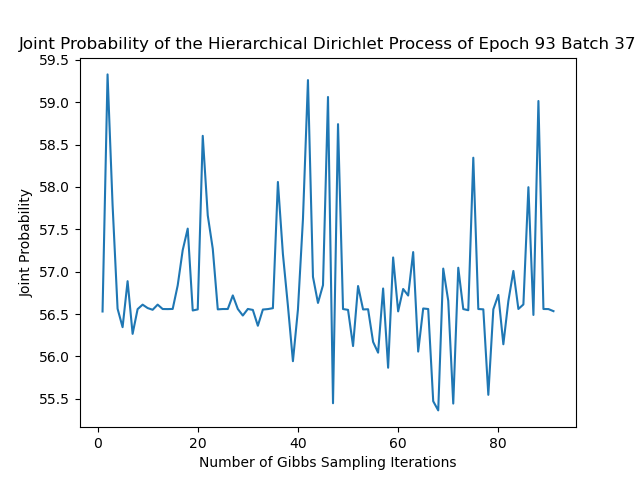 Joint Probability of the Hierarchical Dirichlet Process of Epoch 93 Batch 37
59.5
59.0
58.5
58.0
57.5
57.0
56.5
56.0
55.5
Joint Probability
0 20 40 60 80
Number of Gibbs Sampling Iterations